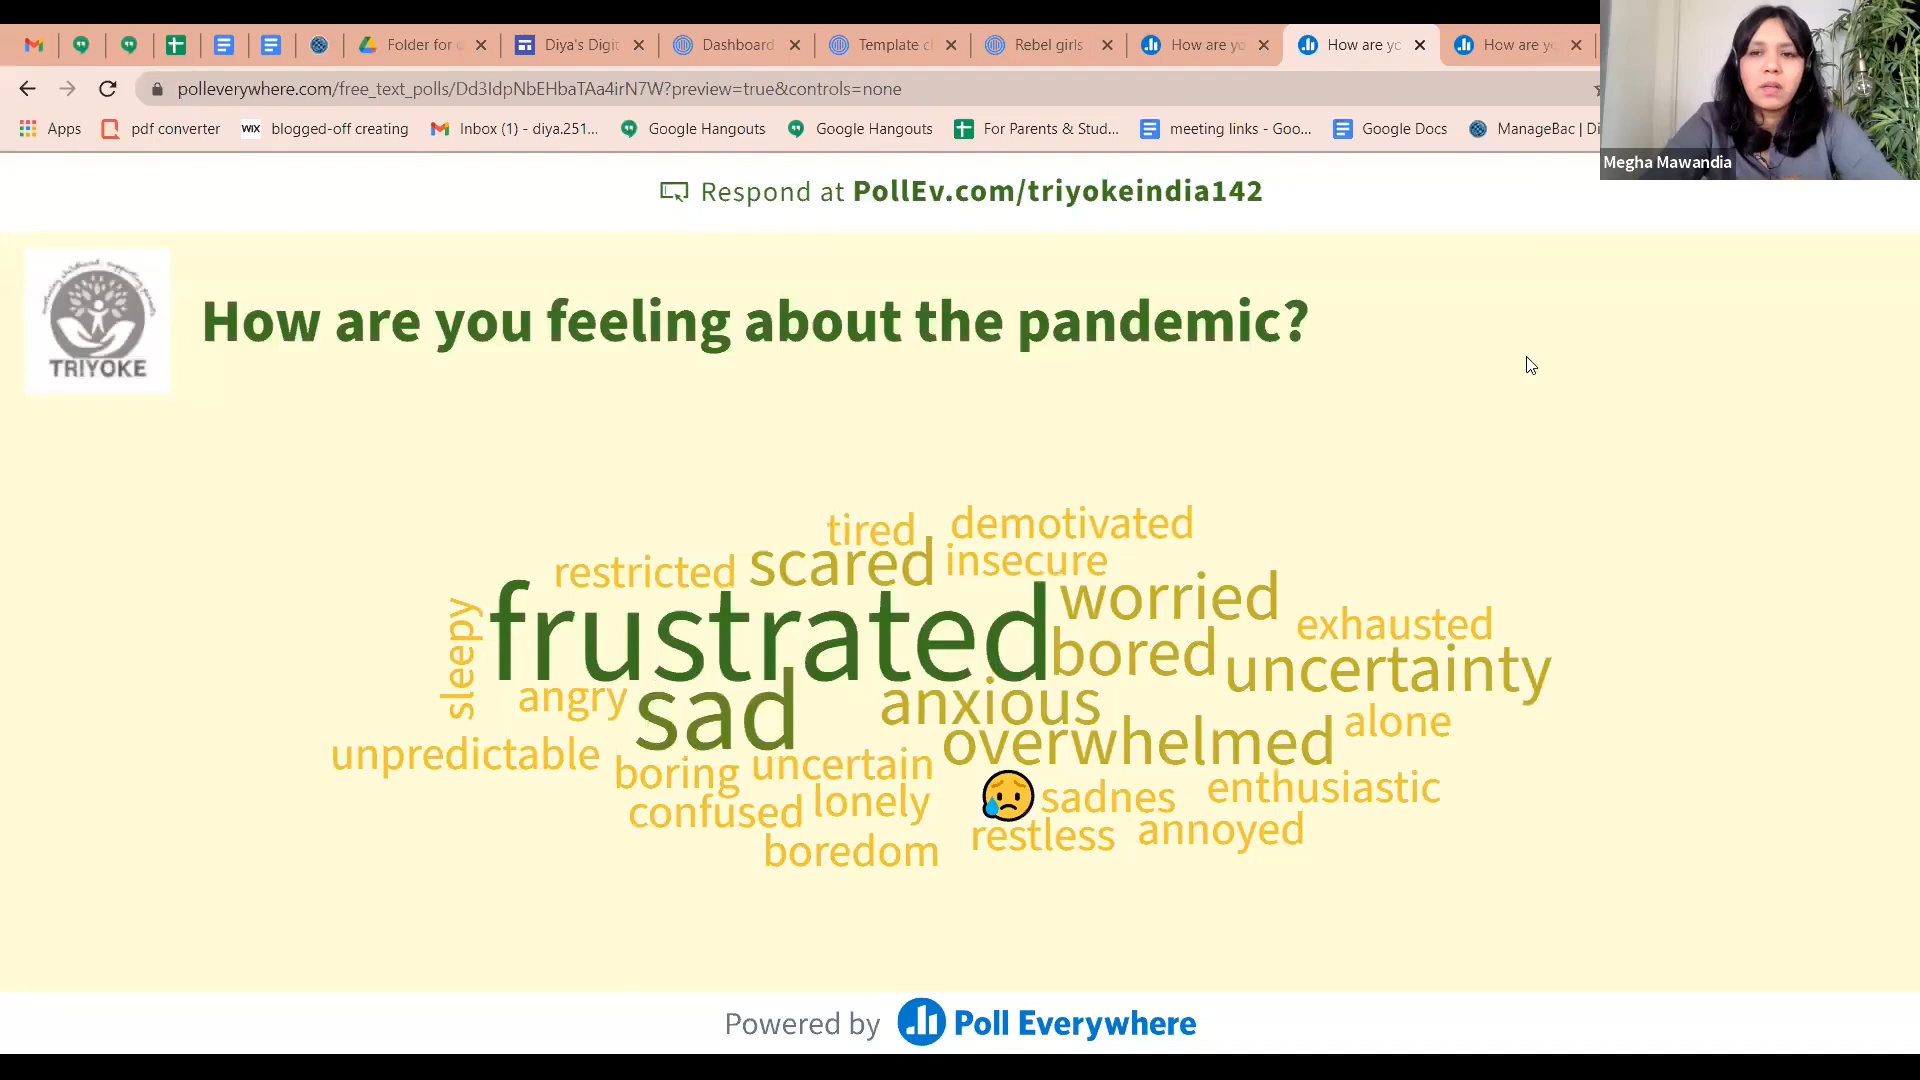 Folder for
Diya's Digit
Dashboard
Template c
Rebel girls
How are yo
How are yo
How are yo
polleverywhere.com/free_text_polls/Dd3IdpNbEHbaTAa4irN7W?preview=true&controls=none
Apps
pdf converter
WIX
blogged-off creating
Inbox (1) - diya.251...
Google Hangouts
Google Hangouts
For Parents & Stud...
meeting links - Goo...
Google Docs
ManageBac | Di
Megha Mawandia
Respond at PollEv.com/triyokeindia142
TRIYOKE
How are you feeling about the pandemic?
tired
demotivated
restricted
scared
insecure
frustrated
worried
sleepy
exhausted
bored
uncertainty
angry
sad
anxious
overwhelmed
alone
unpredictable
boring
uncertain
sadnes
enthusiastic
confused
lonely
restless
annoyed
boredom
Powered by Poll Everywhere